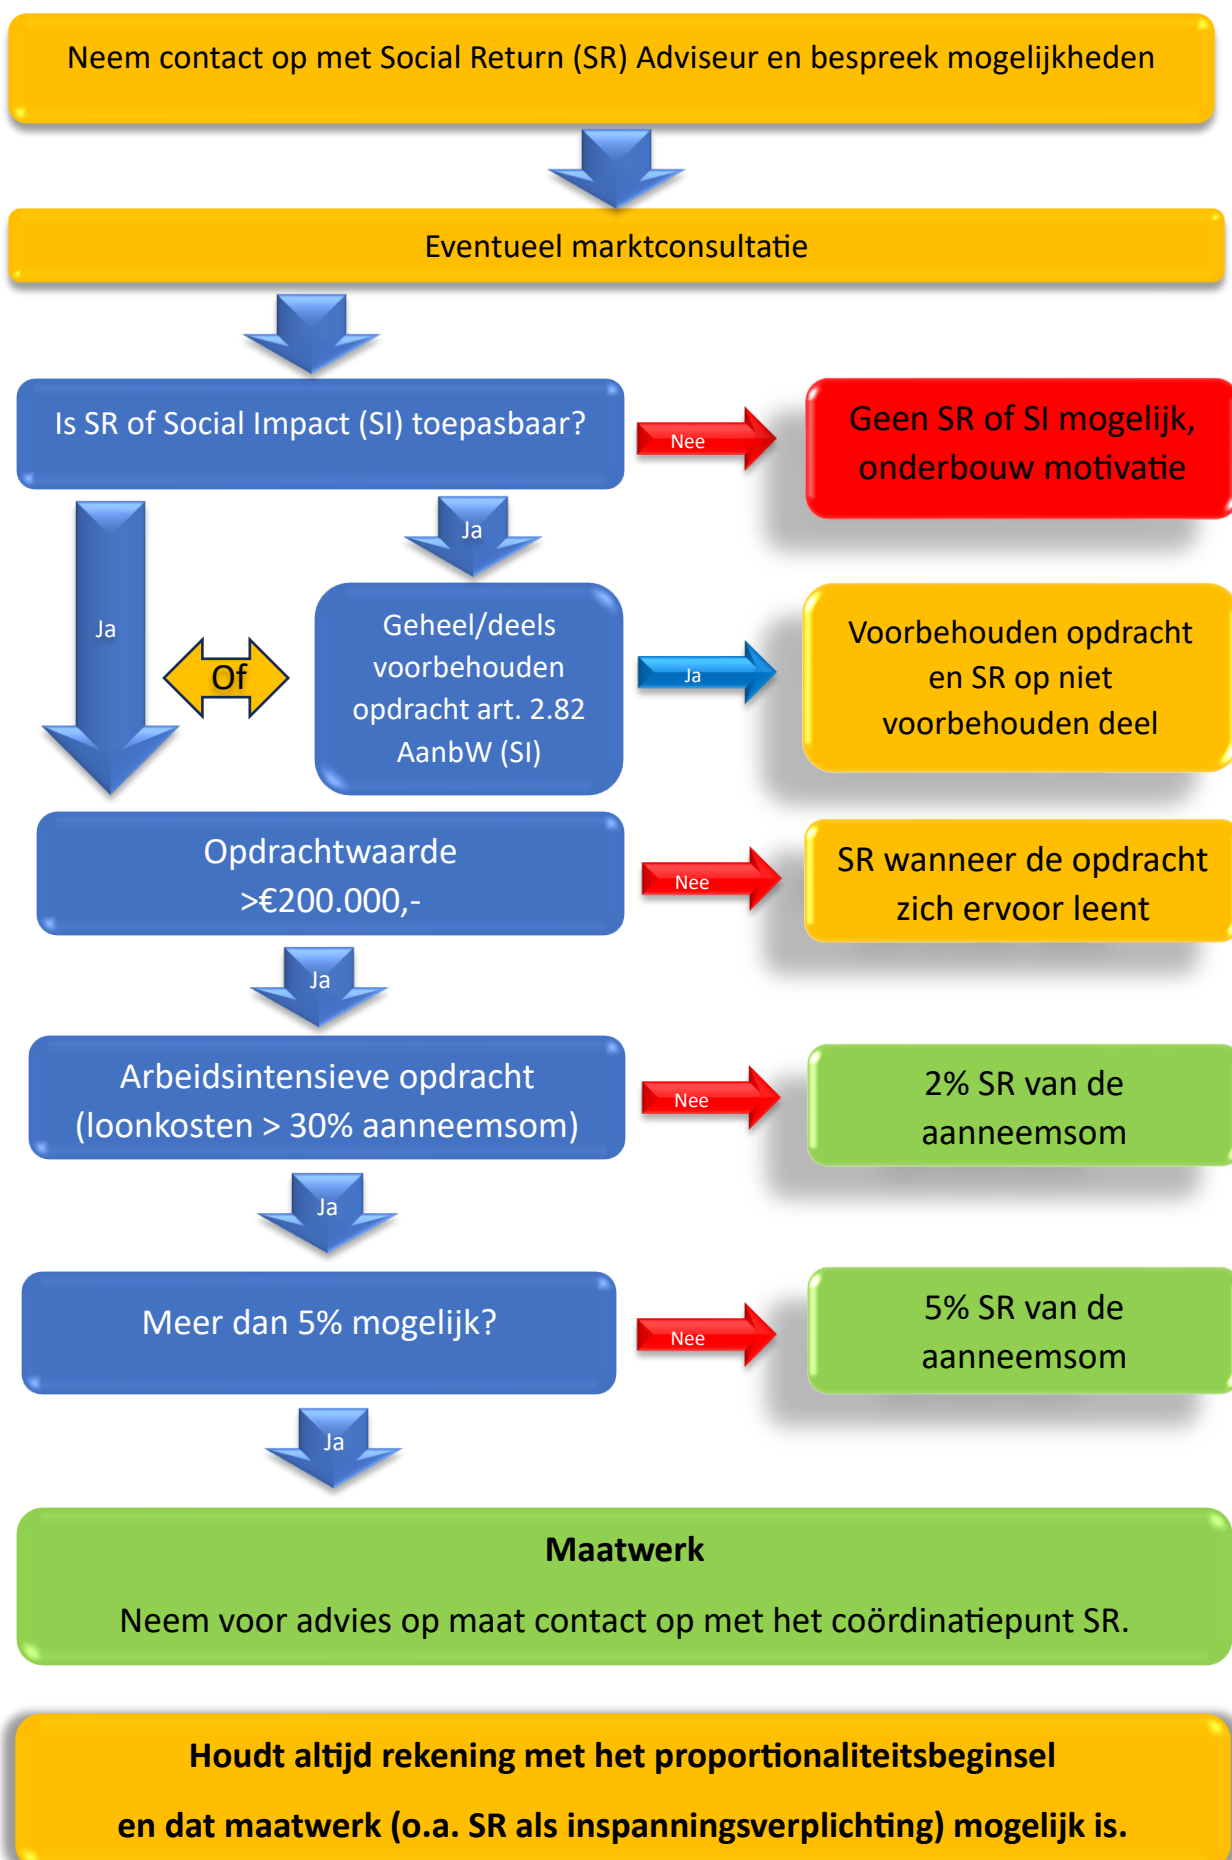 Neem contact op met Social Return (SR) Adviseur en bespreek mogelijkheden
Eventueel marktconsultatie
Is SR of Social Impact (SI) toepasbaar?
Nee
Geen SR of SI mogelijk,
onderbouw motivatie
Ja
Ja
Of
Geheel/deels
voorbehouden
opdracht art. 2.82
AanbW (SI)
Ja
Voorbehouden opdracht
en SR op niet
voorbehouden deel
Opdrachtwaarde
>€200.000,-
Nee
SR wanneer de opdracht
zich ervoor leent
Ja
Arbeidsintensieve opdracht
(loonkosten > 30% aanneemsom)
Nee
2% SR van de
aanneemsom
Ja
Meer dan 5% mogelijk?
Nee
5% SR van de
aanneemsom
Ja
Maatwerk
Neem voor advies op maat contact op met het coördinatiepunt SR.
Houdt altijd rekening met het proportionaliteitsbeginsel
en dat maatwerk (o.a. SR als inspanningsverplichting) mogelijk is.